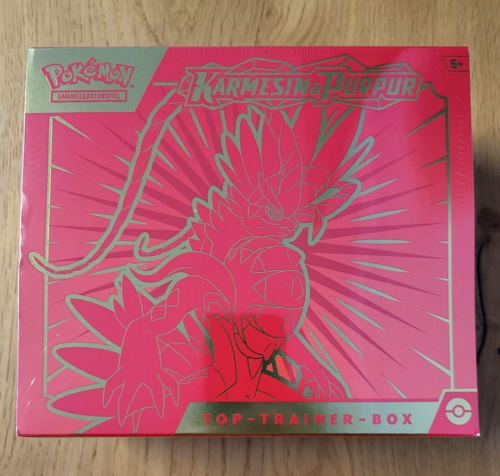 POKÉMON
SAMMELKARTENSPIEL
KARMESIN & PURPUR
6+
TOP-TRAINER-BOX